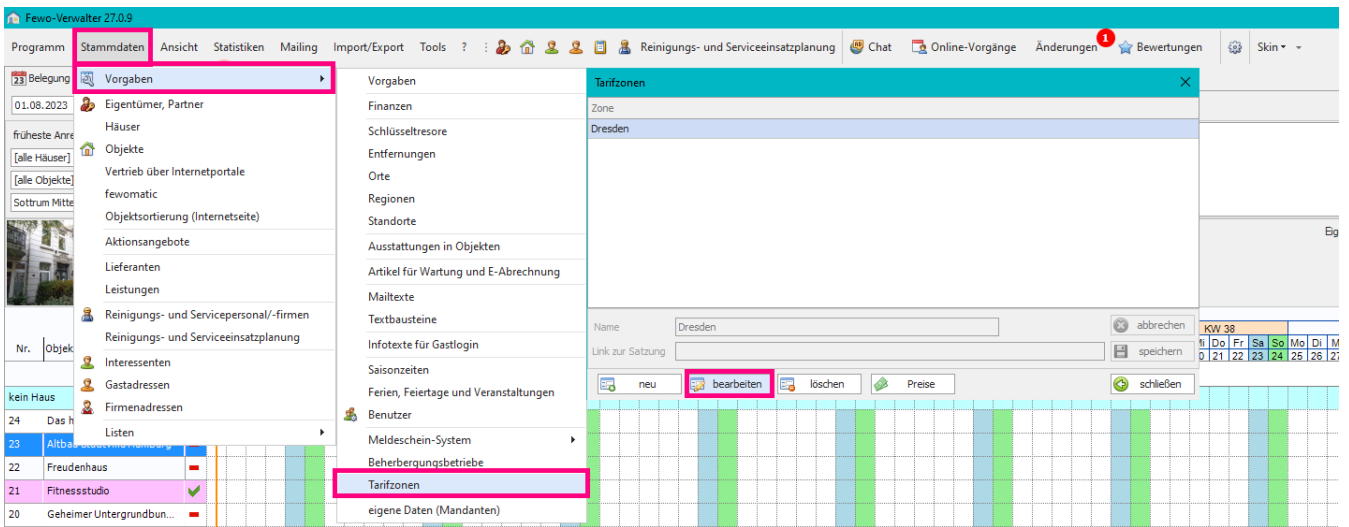 Fewo-Verwalter 27.0.9
Programm Stammdaten Ansicht Statistiken Mailing Import/Export Tools ? Reinigungs- und Serviceeinsatzplanung Chat Online-Vorgänge Änderungen 1 Bewertungen Skin
23 Belegung
01.08.2023
früheste Anre
[alle Häuser]
[alle Objekte]
Sottrum Mitte
Nr. Objek
kein Haus
24 Das h
23
22 Freudenhaus
21 Fitnessstudio
20 Geheimer Untergrundbun...
Vorgaben
Eigentümer, Partner
Häuser
Objekte
Vertrieb über Internetportale
fewomatic
Objektsortierung (Internetseite)
Aktionsangebote
Lieferanten
Leistungen
Reinigungs- und Servicepersonal/-firmen
Reinigungs- und Serviceeinsatzplanung
Interessenten
Gastadressen
Firmenadressen
Listen
Vorgaben
Finanzen
Schlüsseltresore
Entfernungen
Orte
Regionen
Standorte
Ausstattungen in Objekten
Artikel für Wartung und E-Abrechnung
Mailtexte
Textbausteine
Infotexte für Gastlogin
Saisonzeiten
Ferien, Feiertage und Veranstaltungen
Benutzer
Meldeschein-System
Beherbergungsbetriebe
Tarifzonen
eigene Daten (Mandanten)
Tarifzonen
Zone
Dresden
Name Dresden abbrechen
Link zur Satzung speichern
neu bearbeiten löschen Preise schließen
Eig
KW 38
Do Fr Sa So Mo Di M
21 22 23 24 25 26 27